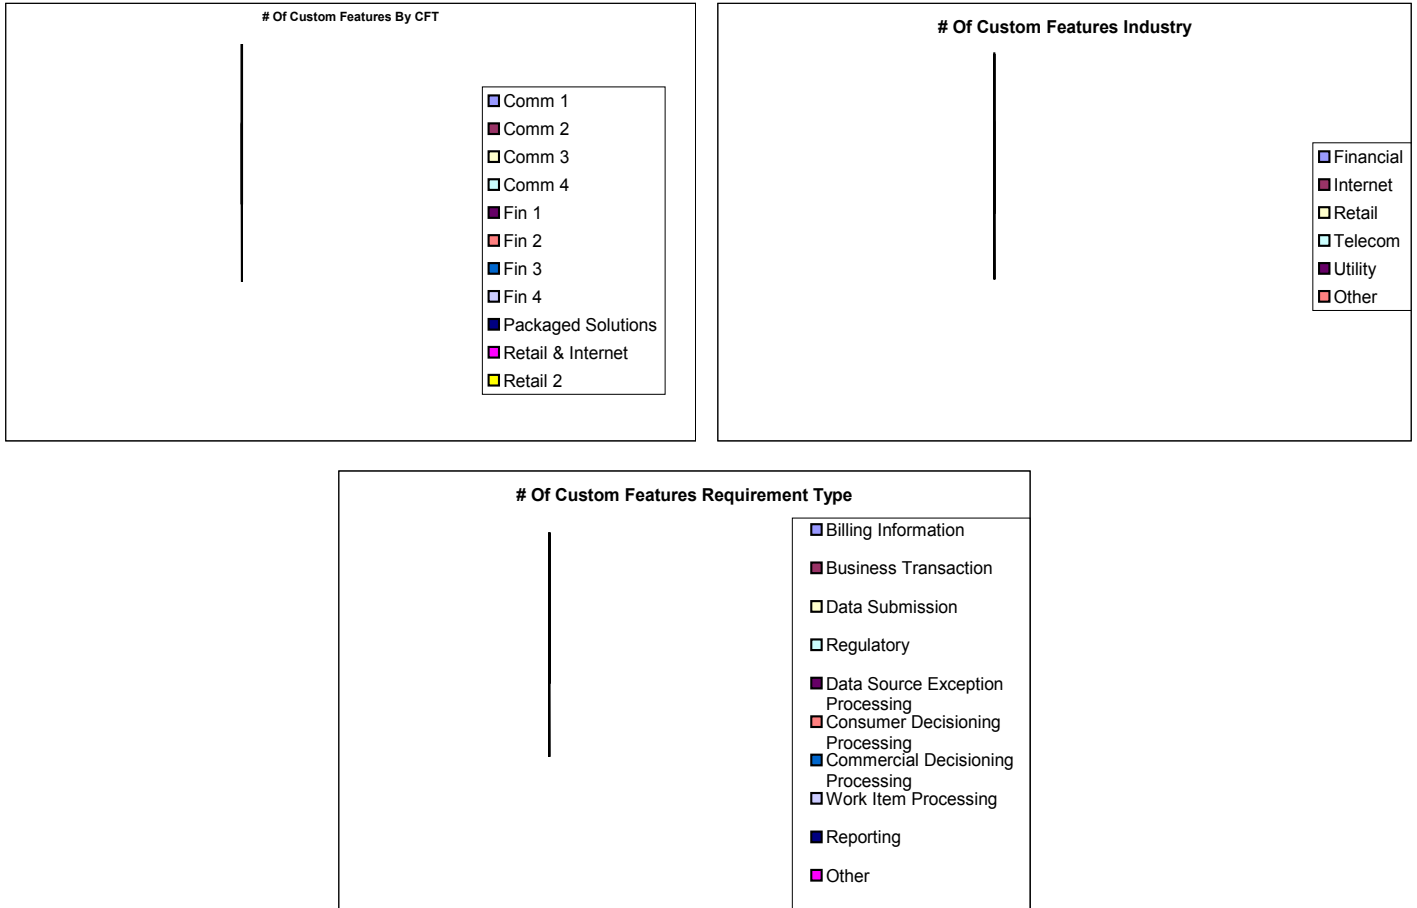 # Of Custom Features By CFT
Comm 1
Comm 2
Comm 3
Comm 4
Fin 1
Fin 2
Fin 3
Fin 4
Packaged Solutions
Retail & Internet
Retail 2
# Of Custom Features Industry
Financial
Internet
Retail
Telecom
Utility
Other
# Of Custom Features Requirement Type
Billing Information
Business Transaction
Data Submission
Regulatory
Data Source Exception
Processing
Consumer Decisioning
Processing
Commercial Decisioning
Processing
Work Item Processing
Reporting
Other